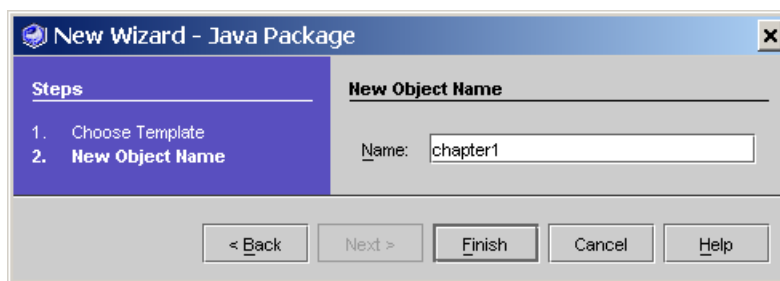 New Wizard - Java Package
Steps
1. Choose Template
2. New Object Name
New Object Name
Name: chapter1
< Back Next > Finish Cancel Help